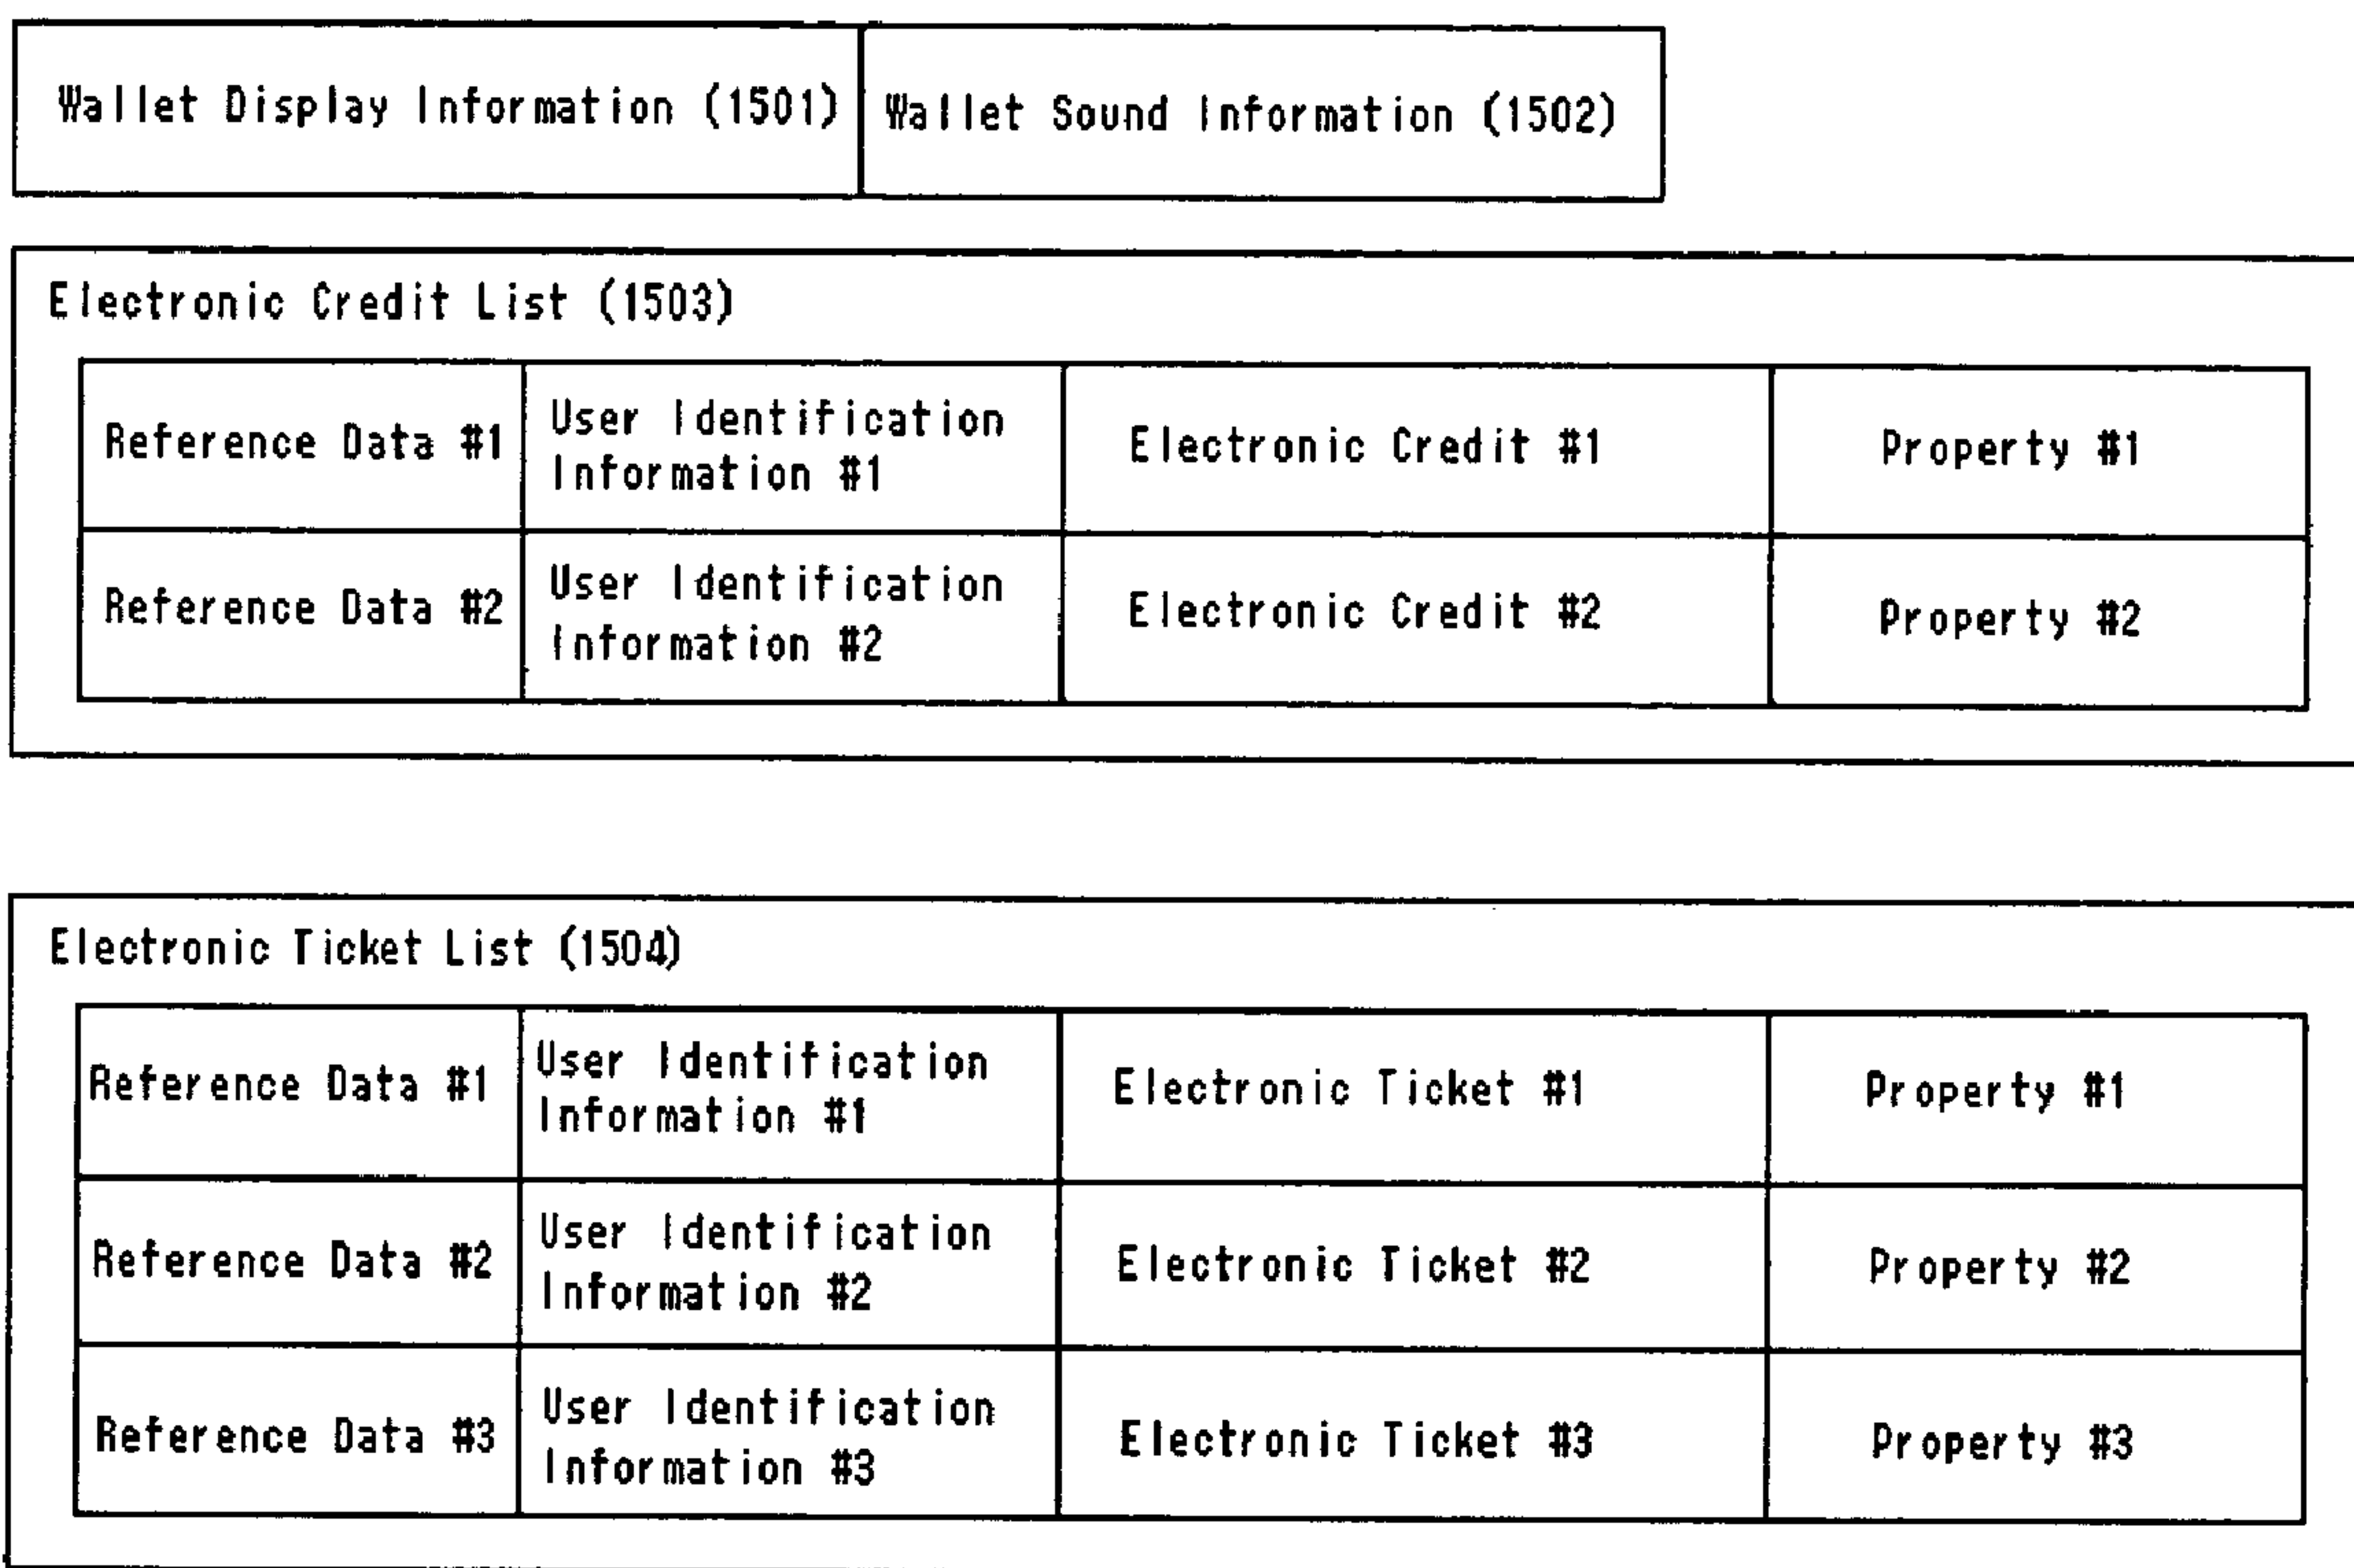 Wallet Display Information (1501)
Wallet Sound Information (1502)
Electronic Credit List (1503)
Reference Data #1
User Identification
Information #1
Electronic Credit #1
Property #1
Reference Data #2
User Identification
Information #2
Electronic Credit #2
Property #2
Electronic Ticket List (1504)
Reference Data #1
User Identification
Information #1
Electronic Ticket #1
Property #1
Reference Data #2
User Identification
Information #2
Electronic Ticket #2
Property #2
Reference Data #3
User Identification
Information #3
Electronic Ticket #3
Property #3